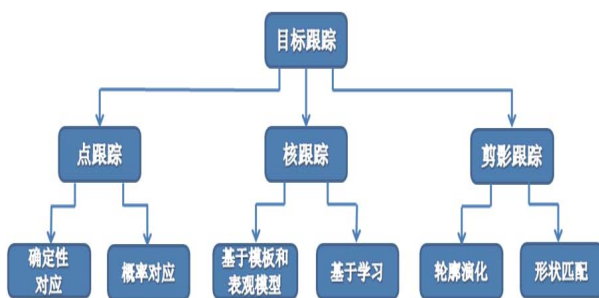 目标跟踪
点跟踪
核跟踪
剪影跟踪
确定性
对应
概率对应
基于模板和
表观模型
基于学习
轮廓演化
形状匹配